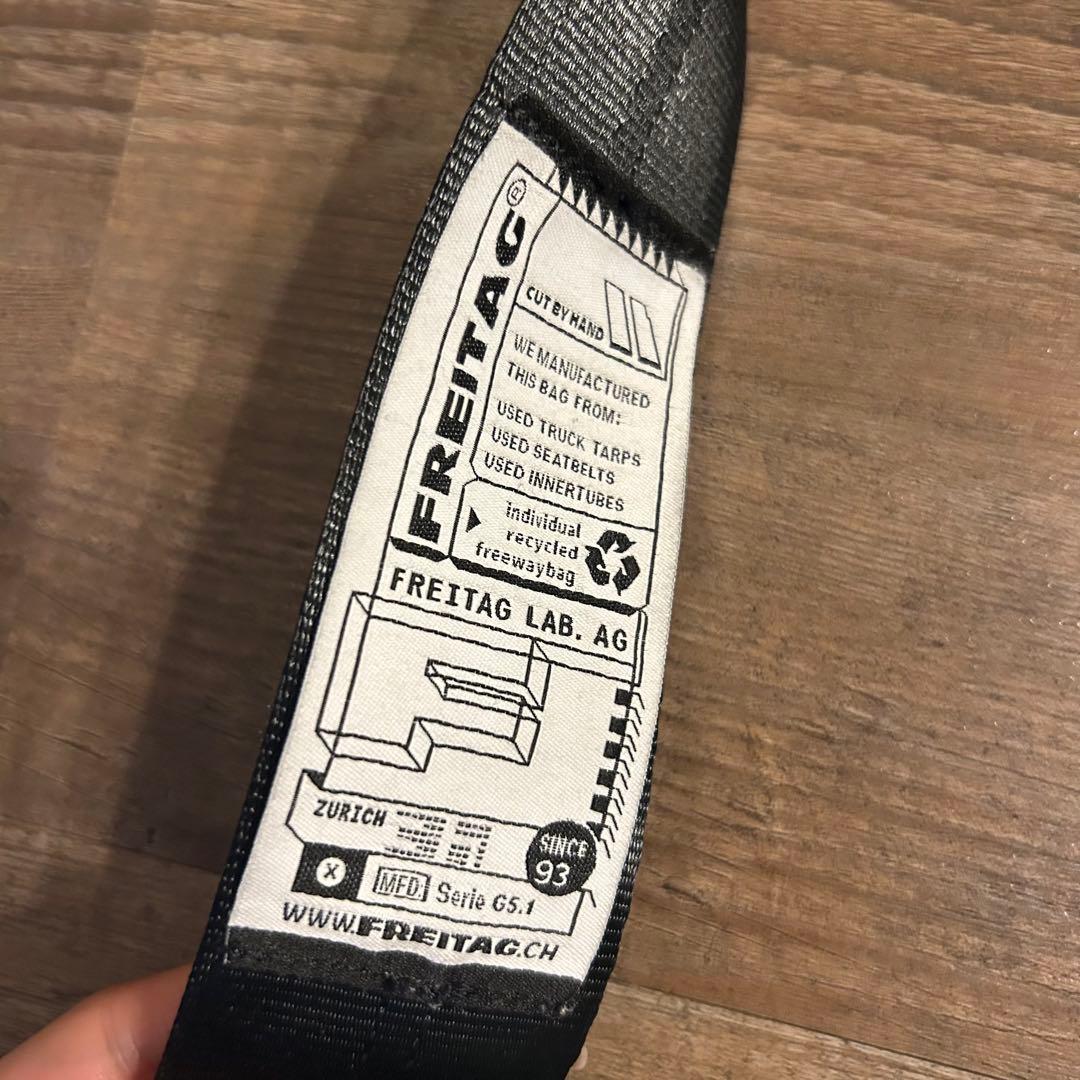 FREITAG®
CUT BY HAND
WE MANUFACTURED
THIS BAG FROM:
USED TRUCK TARPS
USED SEATBELTS
USED INNERTUBES
individual
recycled
freewaybag
FREITAG LAB. AG
ZURICH
SINCE
93
X
MFD. Serie G5.1
WWW.FREITAG.CH